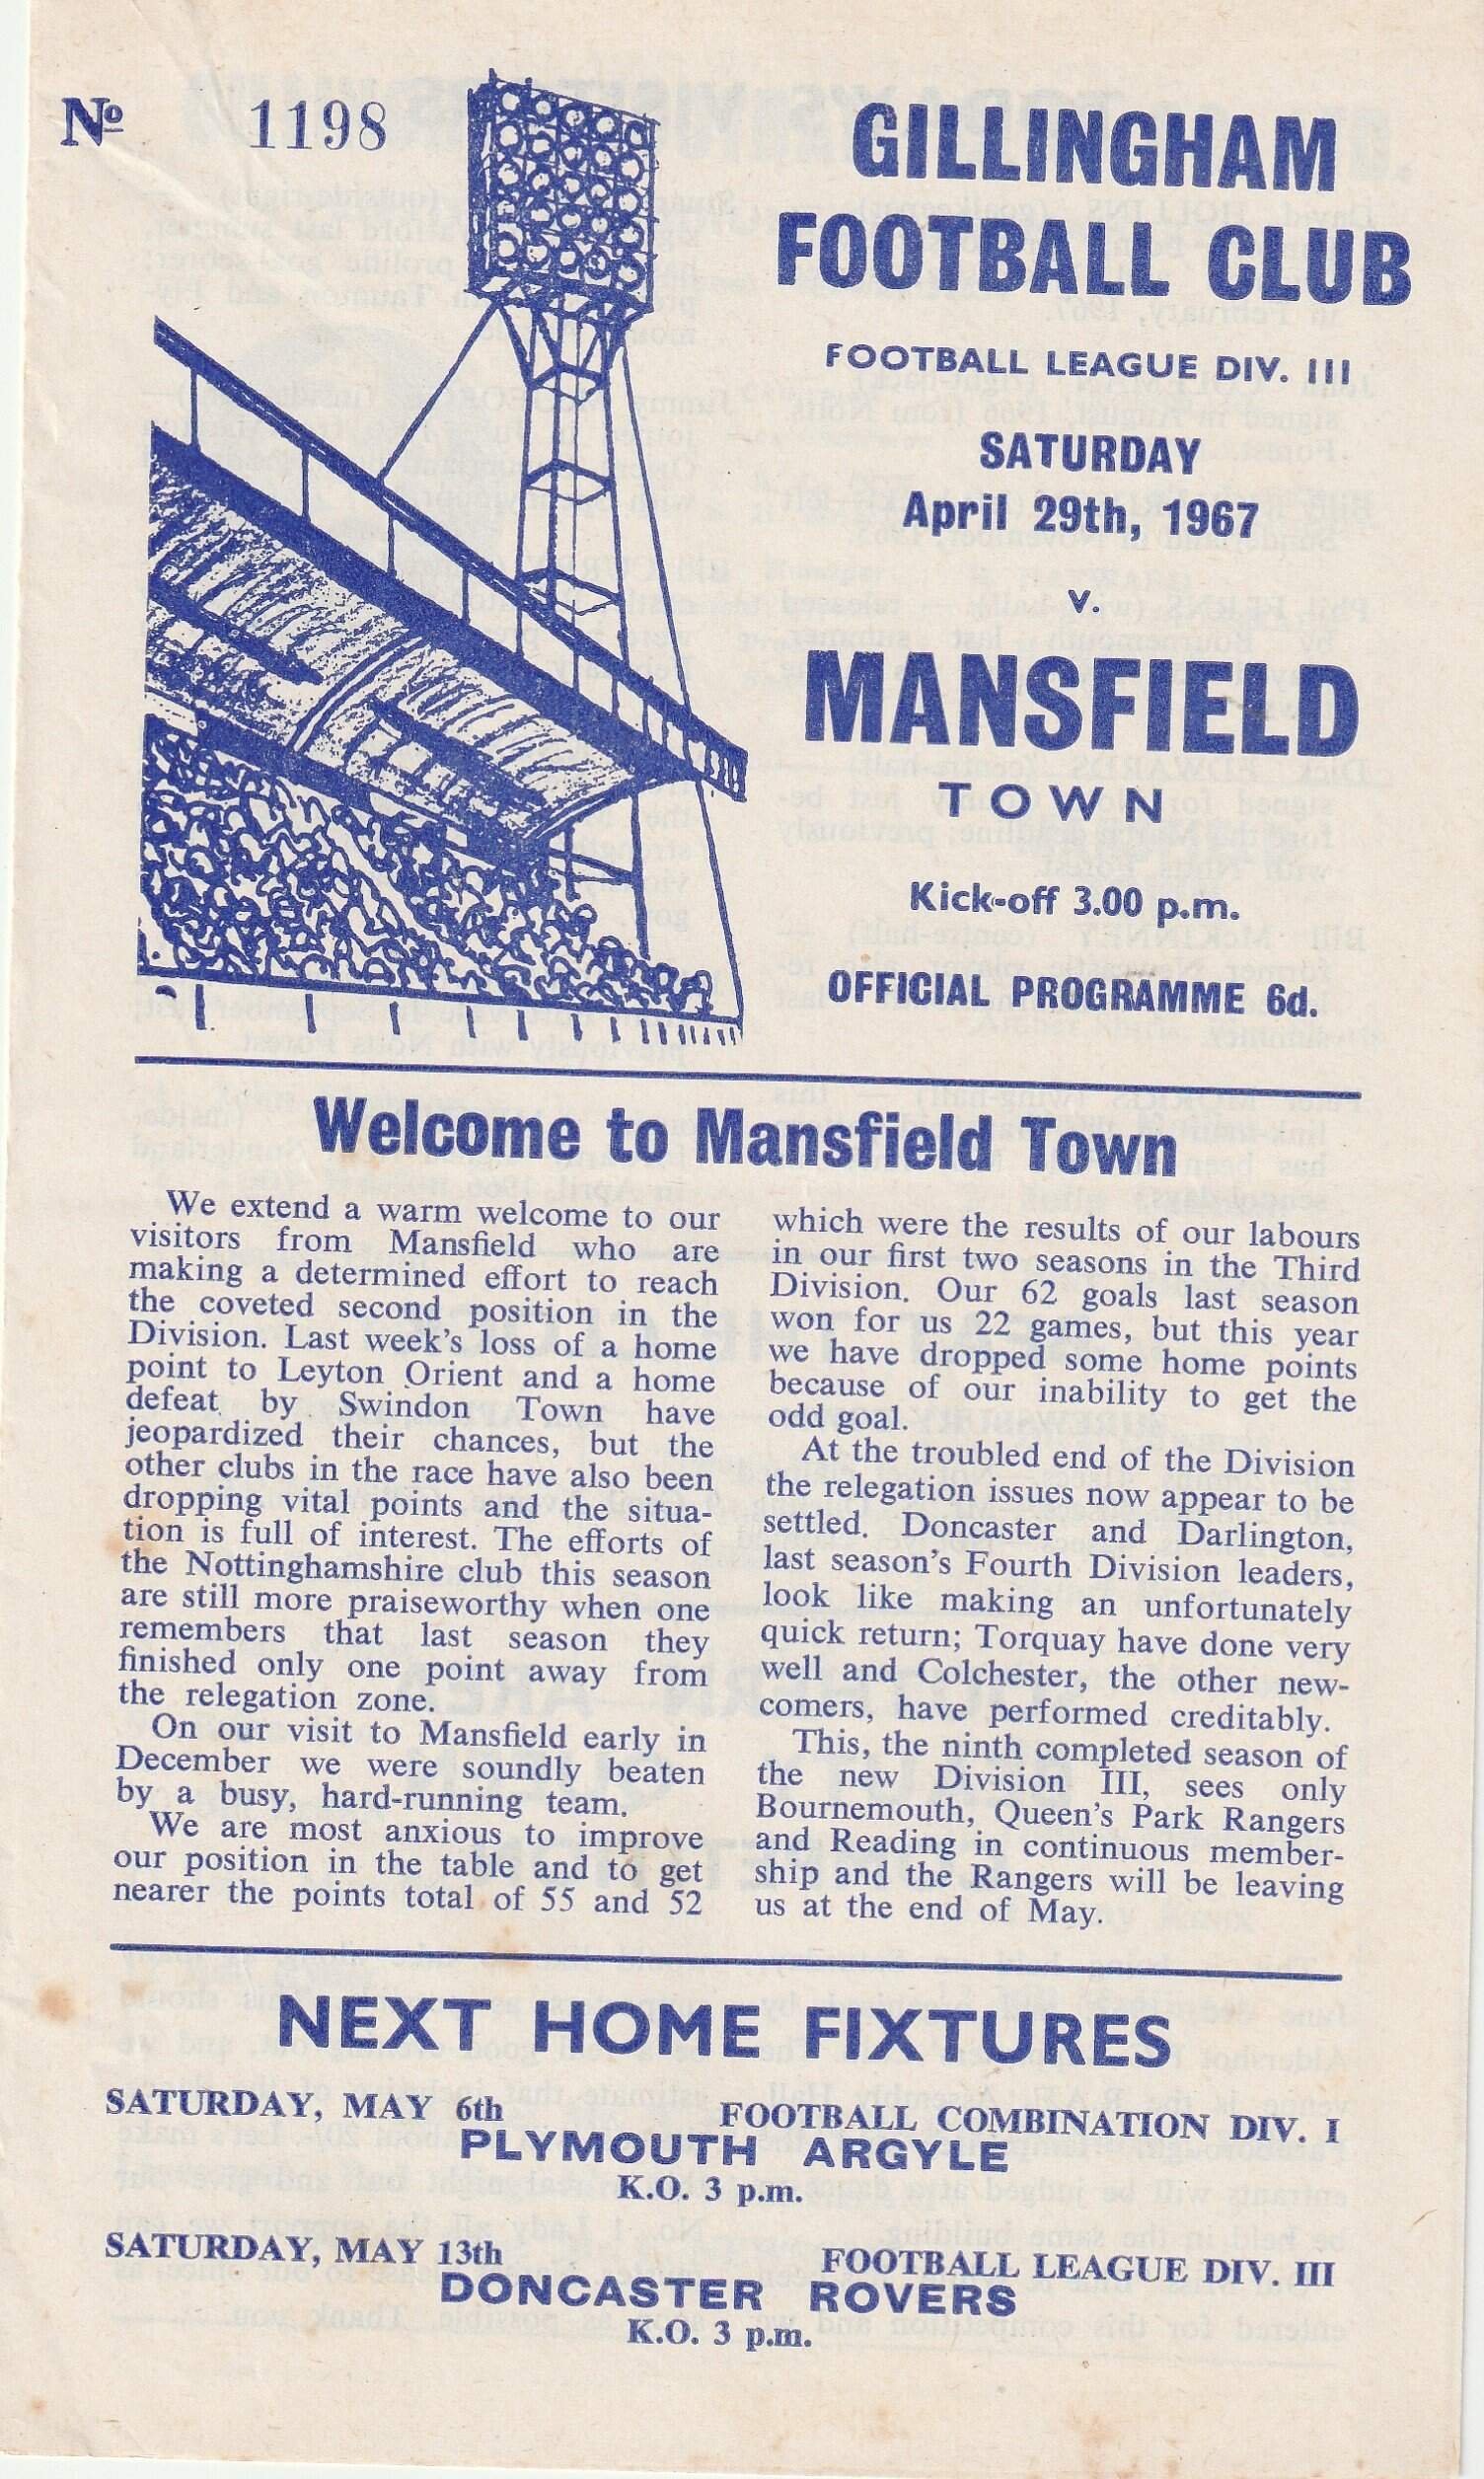 Nº 1198
GILLINGHAM
FOOTBALL CLUB
FOOTBALL LEAGUE DIV. III
SATURDAY
April 29th, 1967
v.
MANSFIELD
TOWN
Kick-off 3.00 p.m.
OFFICIAL PROGRAMME 6d.
Welcome to Mansfield Town
We extend a warm welcome to our
visitors from Mansfield who are
making a determined effort to reach
the coveted second position in the
Division. Last week's loss of a home
point to Leyton Orient and a home
defeat by Swindon Town have
jeopardized their chances, but the
other clubs in the race have also been
dropping vital points and the situa-
tion is full of interest. The efforts of
the Nottinghamshire club this season
are still more praiseworthy when one
remembers that last season they
finished only one point away from
the relegation zone.
On our visit to Mansfield early in
December we were soundly beaten
by a busy, hard-running team.
We are most anxious to improve
our position in the table and to get
nearer the points total of 55 and 52
which were the results of our labours
in our first two seasons in the Third
Division. Our 62 goals last season
won for us 22 games, but this year
we have dropped some home points
because of our inability to get the
odd goal.
At the troubled end of the Division
the relegation issues now appear to be
settled. Doncaster and Darlington,
last season's Fourth Division leaders,
look like making an unfortunately
quick return; Torquay have done very
well and Colchester, the other new-
comers, have performed creditably.
This, the ninth completed season of
the new Division III, sees only
Bournemouth, Queen's Park Rangers
and Reading in continuous member-
ship and the Rangers will be leaving
us at the end of May.
NEXT HOME FIXTURES
SATURDAY, MAY 6th FOOTBALL COMBINATION DIV. I
PLYMOUTH ARGYLE
K.O. 3 p.m.
SATURDAY, MAY 13th FOOTBALL LEAGUE DIV. III
DONCASTER ROVERS
K.O. 3 p.m.